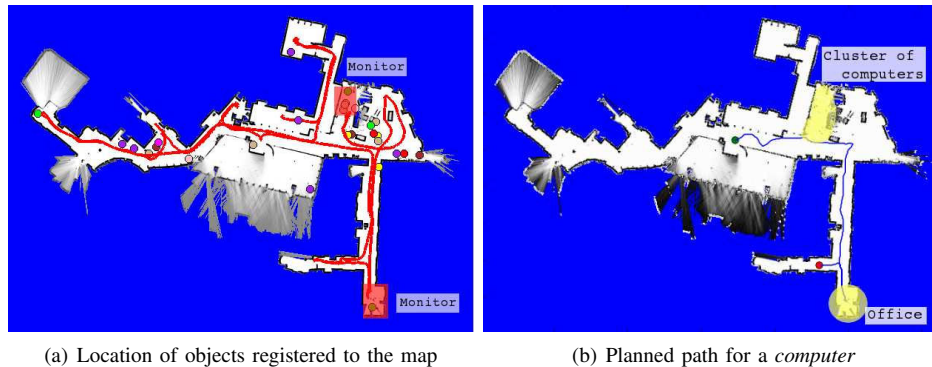 Monitor
Monitor
(a) Location of objects registered to the map
Cluster of
computers
Office
(b) Planned path for a computer